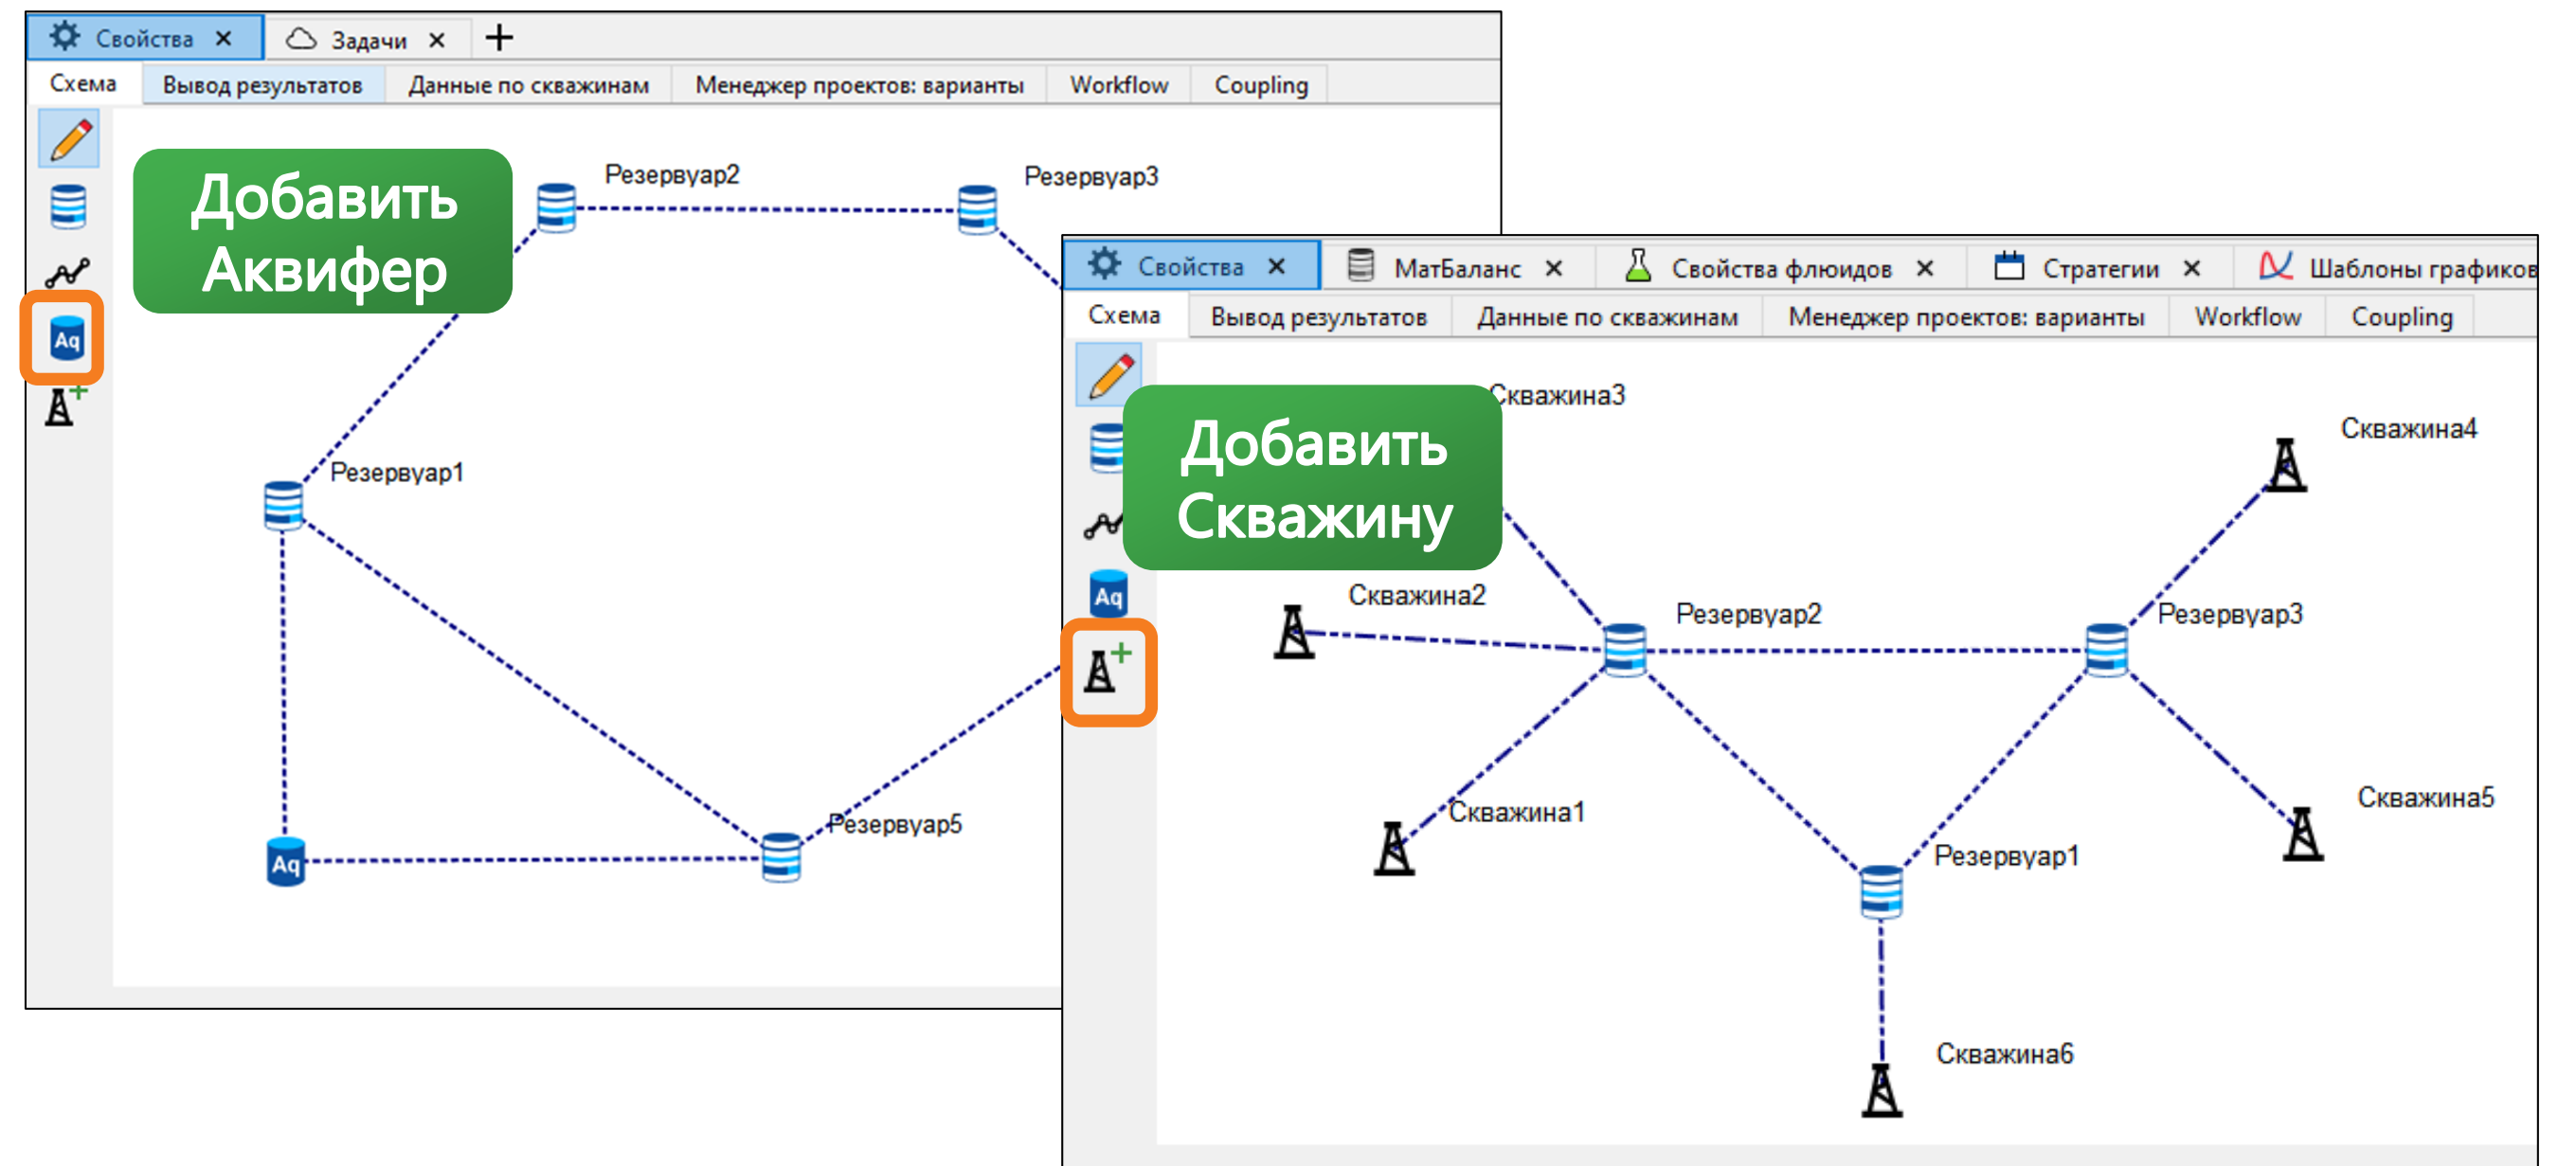 Свойства
Задачи
Схема
Вывод результатов
Данные по скважинам
Менеджер проектов: варианты
Workflow
Coupling
Добавить
Аквифер
Резервуар2
Резервуар3
Aq
Резервуар1
Резервуар5
Aq
Свойства
МатБаланс
Свойства флюидов
Стратегии
Шаблоны графиков
Схема
Вывод результатов
Данные по скважинам
Менеджер проектов: варианты
Workflow
Coupling
Добавить
Скважину
Скважина3
Скважина4
Aq
Скважина2
Резервуар2
Резервуар3
Скважина1
Скважина5
Резервуар1
Скважина6